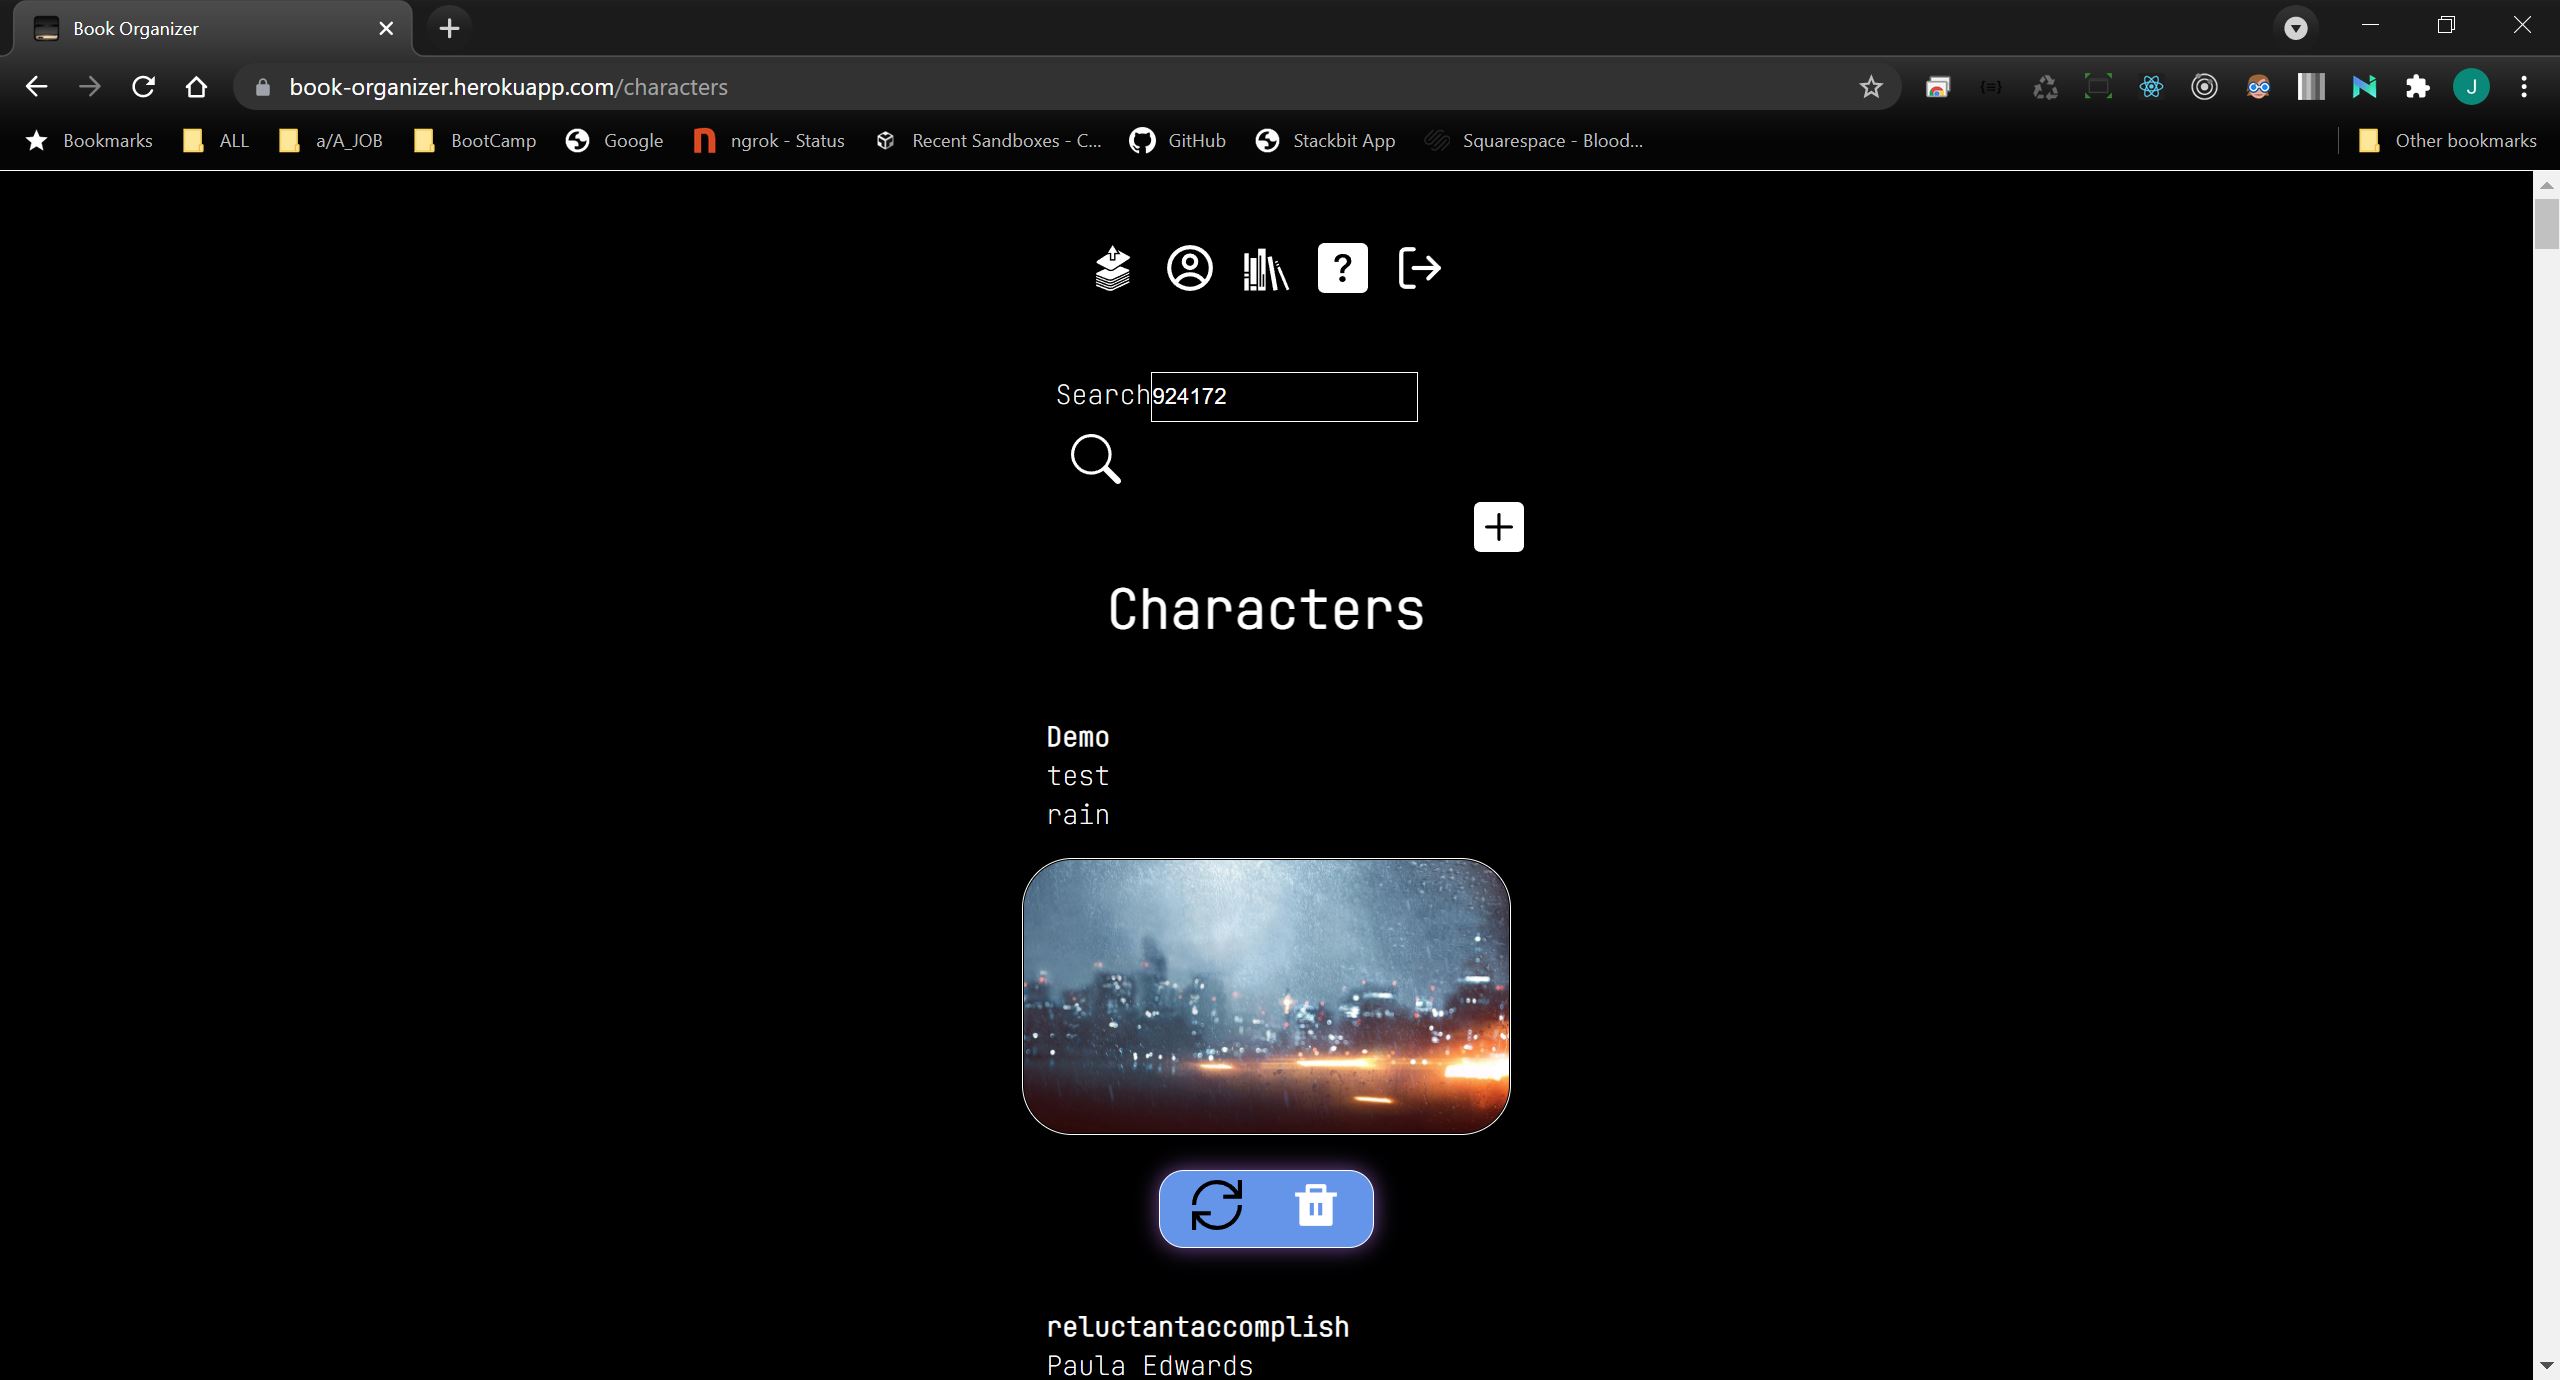 Book Organizer
book-organizer.herokuapp.com/characters
J
Bookmarks ALL a/A_JOB BootCamp Google ngrok - Status Recent Sandboxes - C... GitHub Stackbit App Squarespace - Blood... Other bookmarks
?
Search 924172
Characters
Demo
test
rain
reluctantaccomplish
Paula Edwards